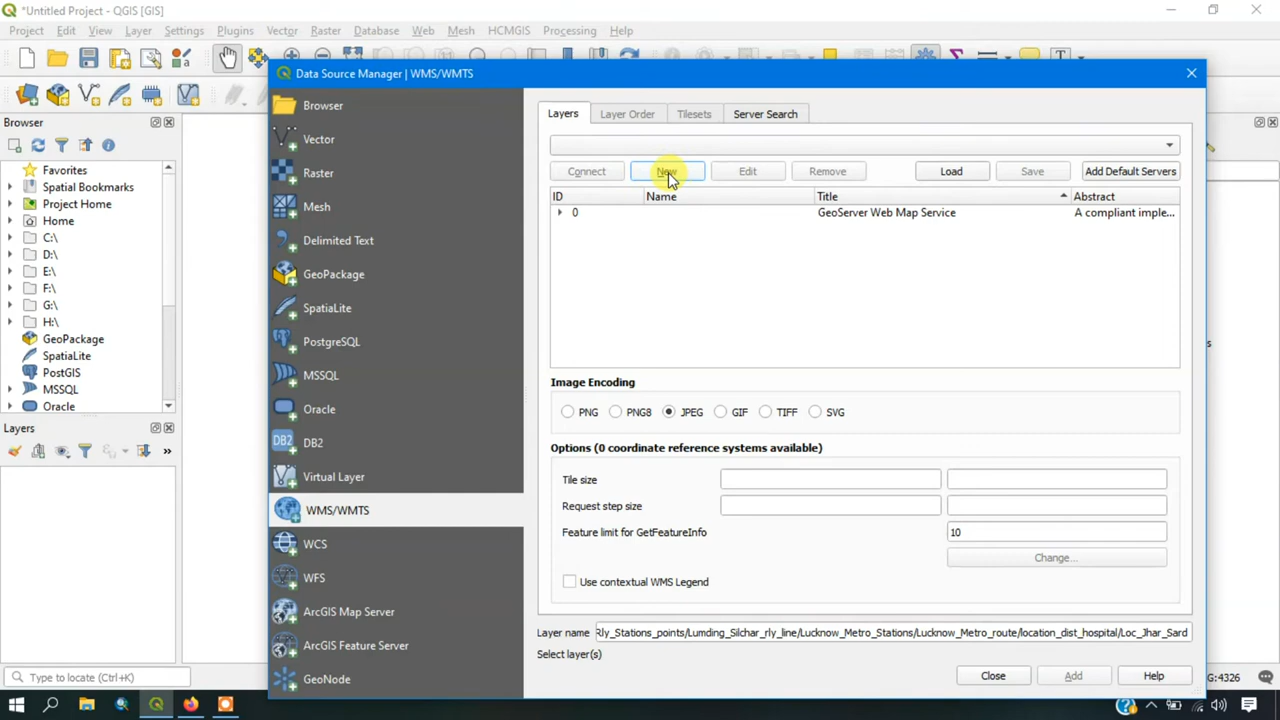 *Untitled Project — QGIS [GIS]
Project Edit View Layer Settings Plugins Vector Raster Database Web Mesh HCMGIS Processing
Data Source Manager | WMS/WMTS
Browser
Favorites
Spatial Bookmarks
Project Home
Home
C:\
D:\
E:\
F:\
G:\
H:\
GeoPackage
SpatiaLite
PostGIS
MSSQL
Oracle
Layers
Browser
Vector
Raster
Mesh
Delimited Text
GeoPackage
SpatiaLite
PostgreSQL
MSSQL
Oracle
DB2
DB2
Virtual Layer
WMS/WMTS
WCS
WFS
ArcGIS Map Server
ArcGIS Feature Server
GeoNode
Layers Layer Order Tilesets Server Search
Connect New Edit Remove Load Save Add Default Servers
ID Name Title Abstract
0 GeoServer Web Map Service A compliant imple...
Image Encoding
PNG PNG8 JPEG GIF TIFF SVG
Options (0 coordinate reference systems available)
Tile size
Request step size
Feature limit for GetFeatureInfo 10
Change...
Use contextual WMS Legend
Layer name Rly_Stations_points/Lumding_Silchar_rly_line/Lucknow_Metro_Stations/Lucknow_Metro_route/location_dist_hospital/Loc_Jhar_Sard
Select layer(s)
Close Add Help
Type to locate (Ctrl+K)
G:4326